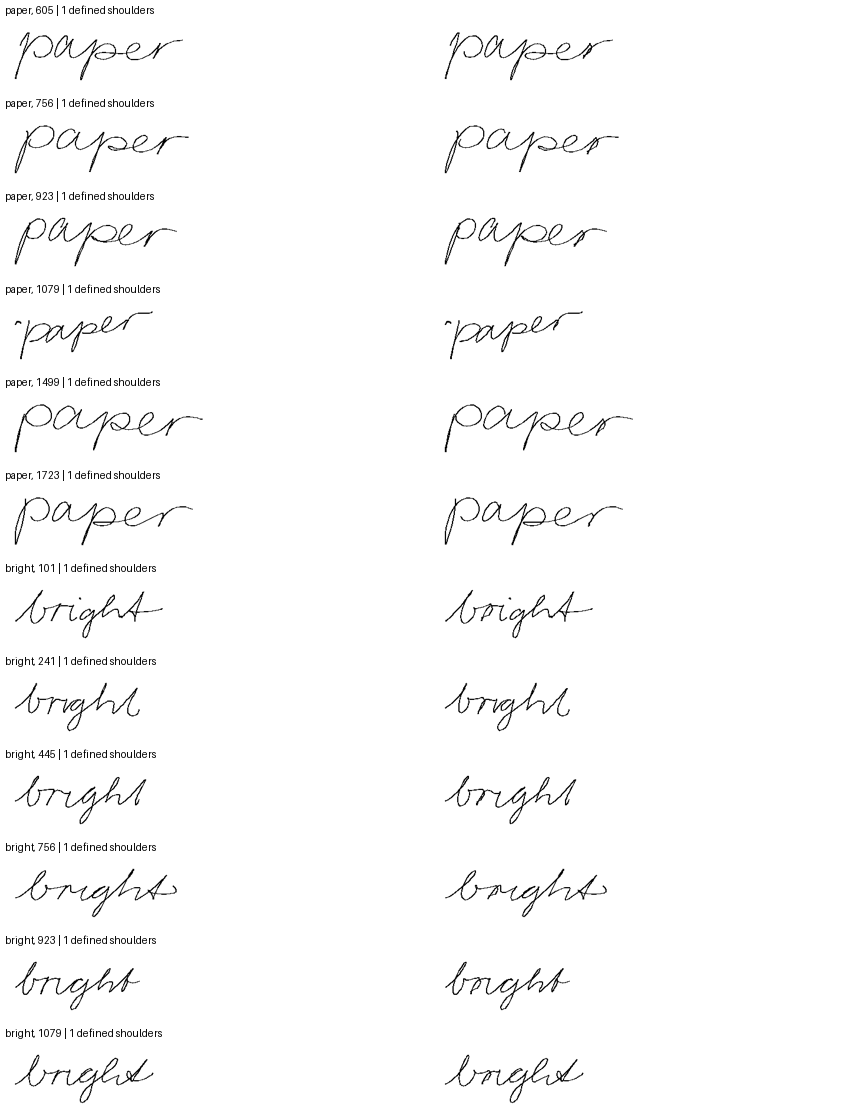 paper, 605 | 1 defined shoulders
paper paper
paper, 756 | 1 defined shoulders
paper paper
paper, 923 | 1 defined shoulders
paper paper
paper, 1079 | 1 defined shoulders
paper paper
paper, 1499 | 1 defined shoulders
paper paper
paper, 1723 | 1 defined shoulders
paper paper
bright, 101 | 1 defined shoulders
bright bright
bright, 241 | 1 defined shoulders
bright bright
bright, 445 | 1 defined shoulders
bright bright
bright, 756 | 1 defined shoulders
bright bright
bright, 923 | 1 defined shoulders
bright bright
bright, 1079 | 1 defined shoulders
bright bright